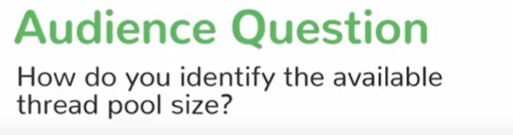 Audience Question
How do you identify the available
thread pool size?